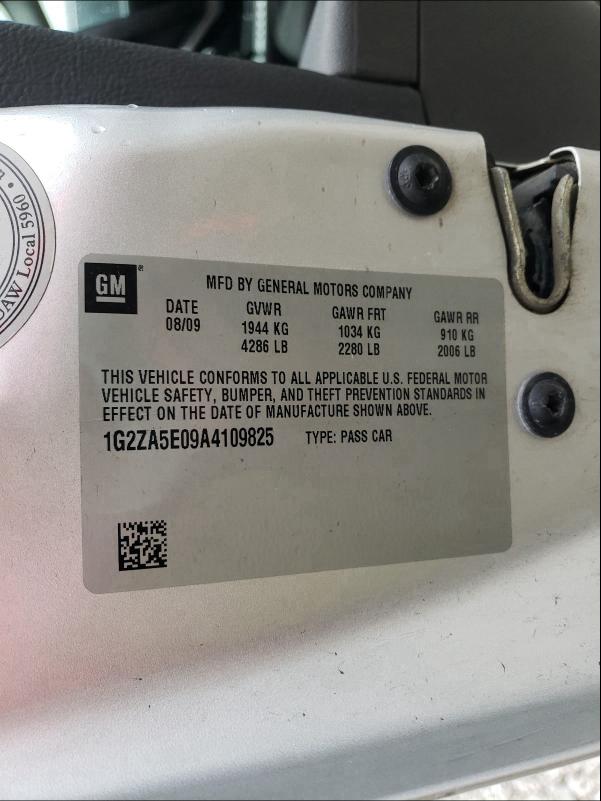 UAW Local 5960
GM
MFD BY GENERAL MOTORS COMPANY
DATE GVWR GAWR FRT GAWR RR
08/09 1944 KG 1034 KG 910 KG
4286 LB 2280 LB 2006 LB
THIS VEHICLE CONFORMS TO ALL APPLICABLE U.S. FEDERAL MOTOR
VEHICLE SAFETY, BUMPER, AND THEFT PREVENTION STANDARDS IN
EFFECT ON THE DATE OF MANUFACTURE SHOWN ABOVE.
1G2ZA5E09A4109825 TYPE: PASS CAR